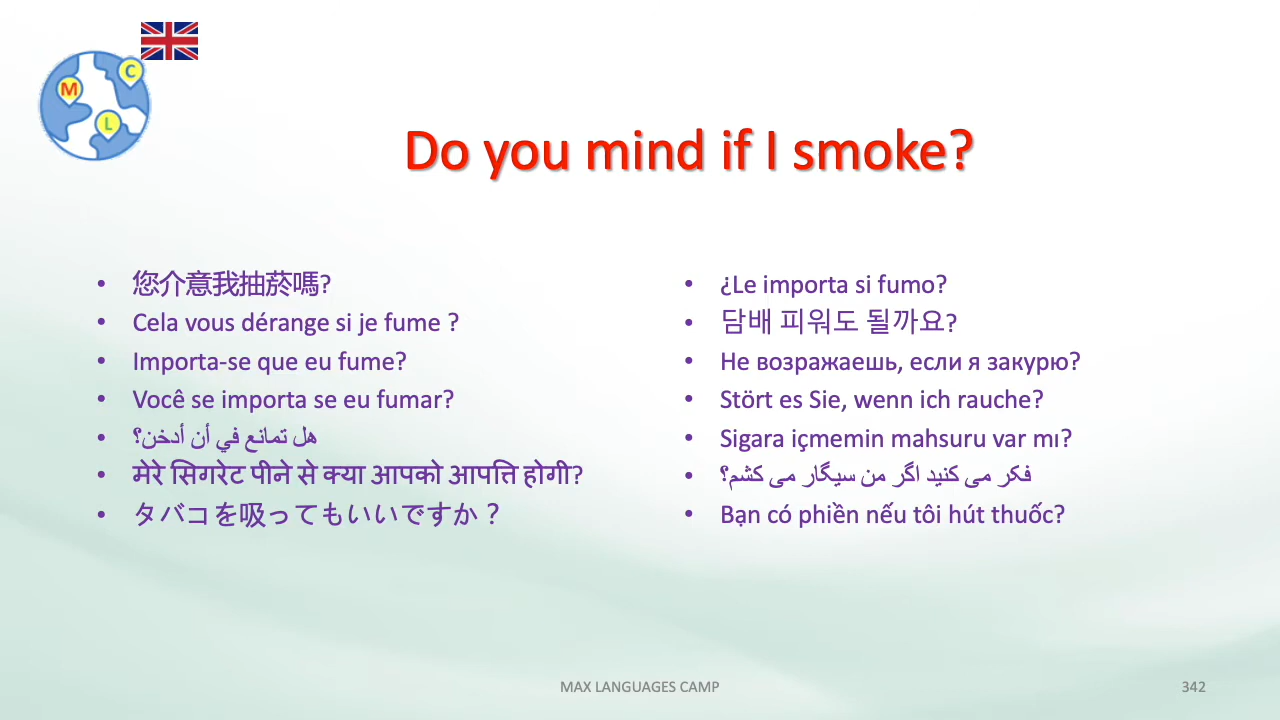 M
C
L
Do you mind if I smoke?
• 您介意我抽菸嗎?
• Cela vous dérange si je fume ?
• Importa-se que eu fume?
• Você se importa se eu fumar?
• هل تمانع في أن أدخن؟
• मेरे सिगरेट पीने से क्या आपको आपत्ति होगी?
• タバコを吸ってもいいですか？
• ¿Le importa si fumo?
• 담배 피워도 될까요?
• Не возражаешь, если я закурю?
• Stört es Sie, wenn ich rauche?
• Sigara içmemin mahsuru var mı?
• فکر می کنید اگر من سیگار می کشم؟
• Bạn có phiền nếu tôi hút thuốc?
MAX LANGUAGES CAMP
342